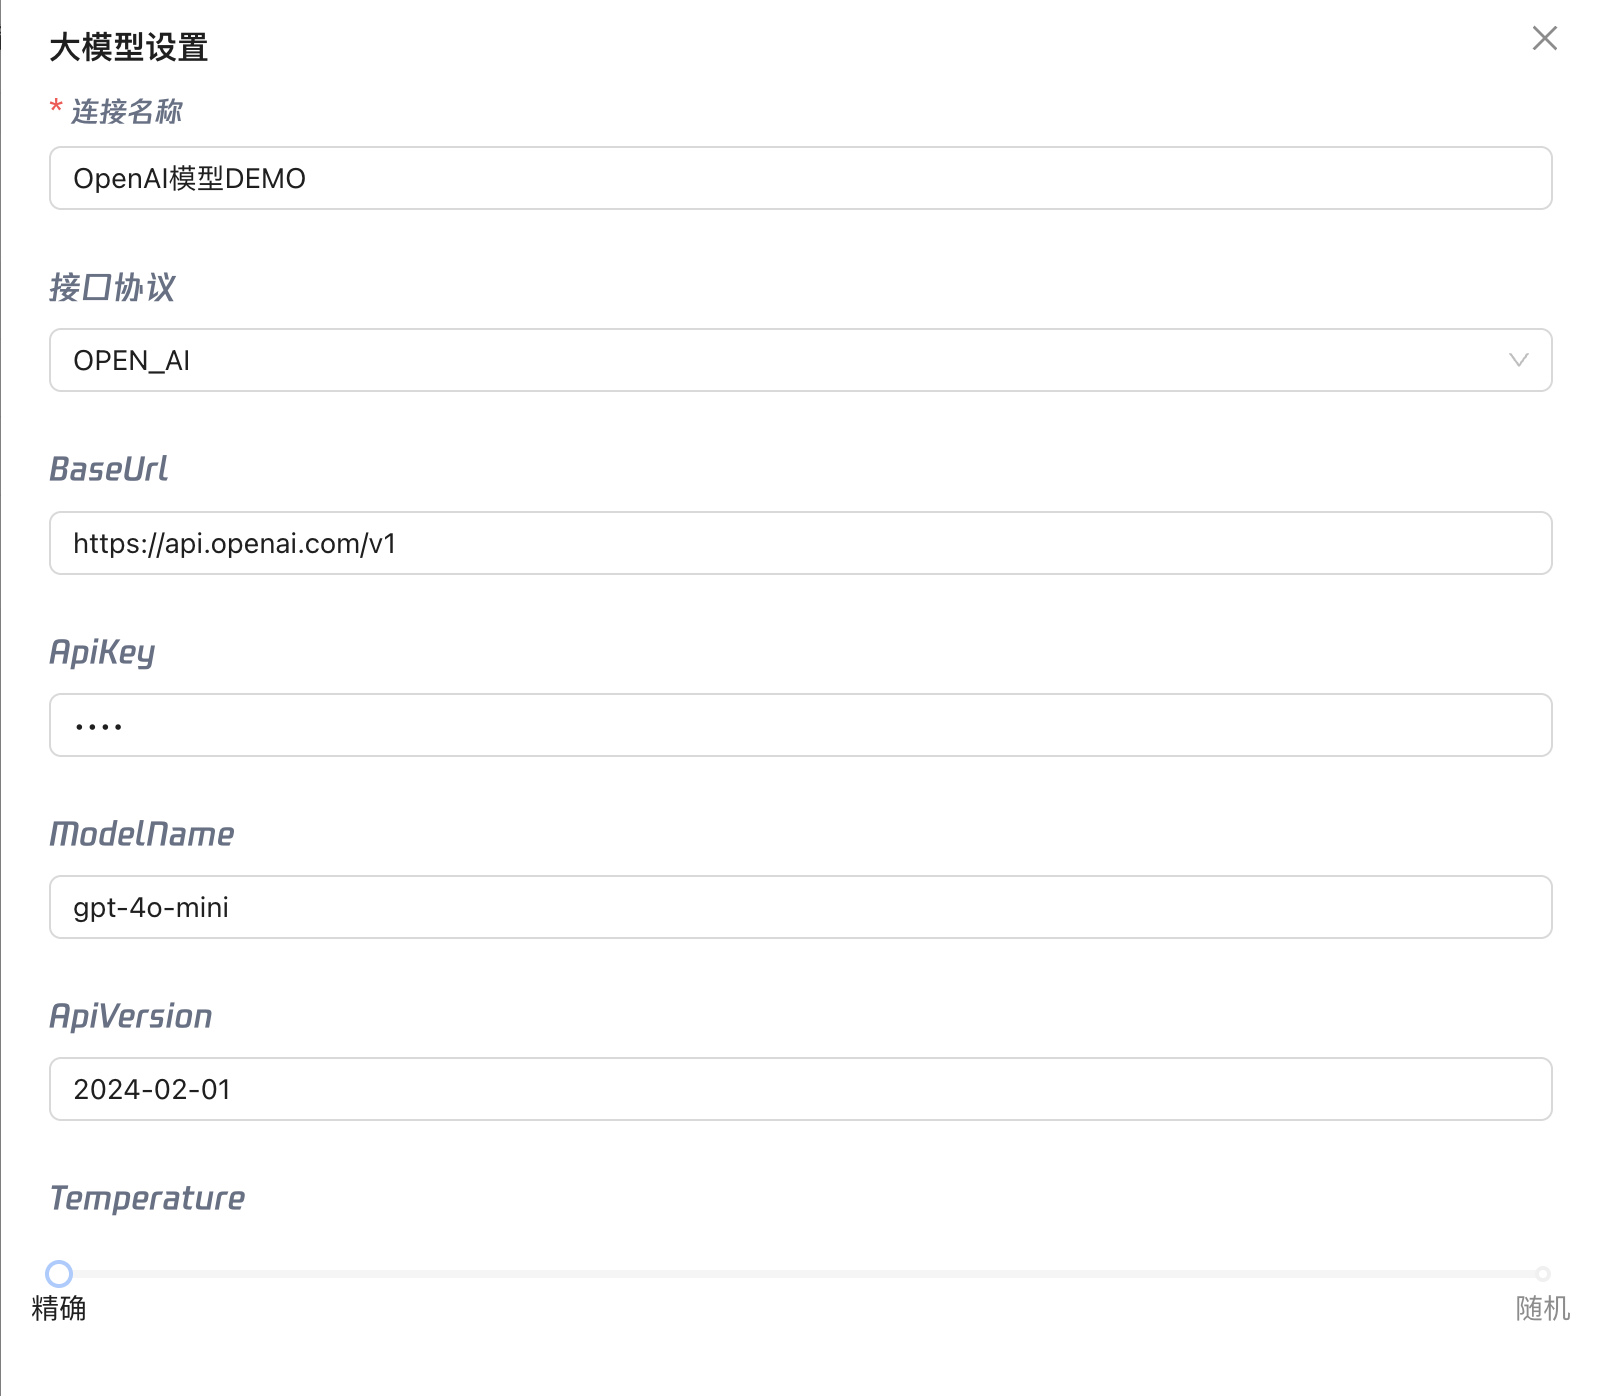 大模型设置
* 连接名称
OpenAI模型DEMO
接口协议
OPEN_AI
BaseUrl
https://api.openai.com/v1
ApiKey
••••
ModelName
gpt-4o-mini
ApiVersion
2024-02-01
Temperature
精确
随机